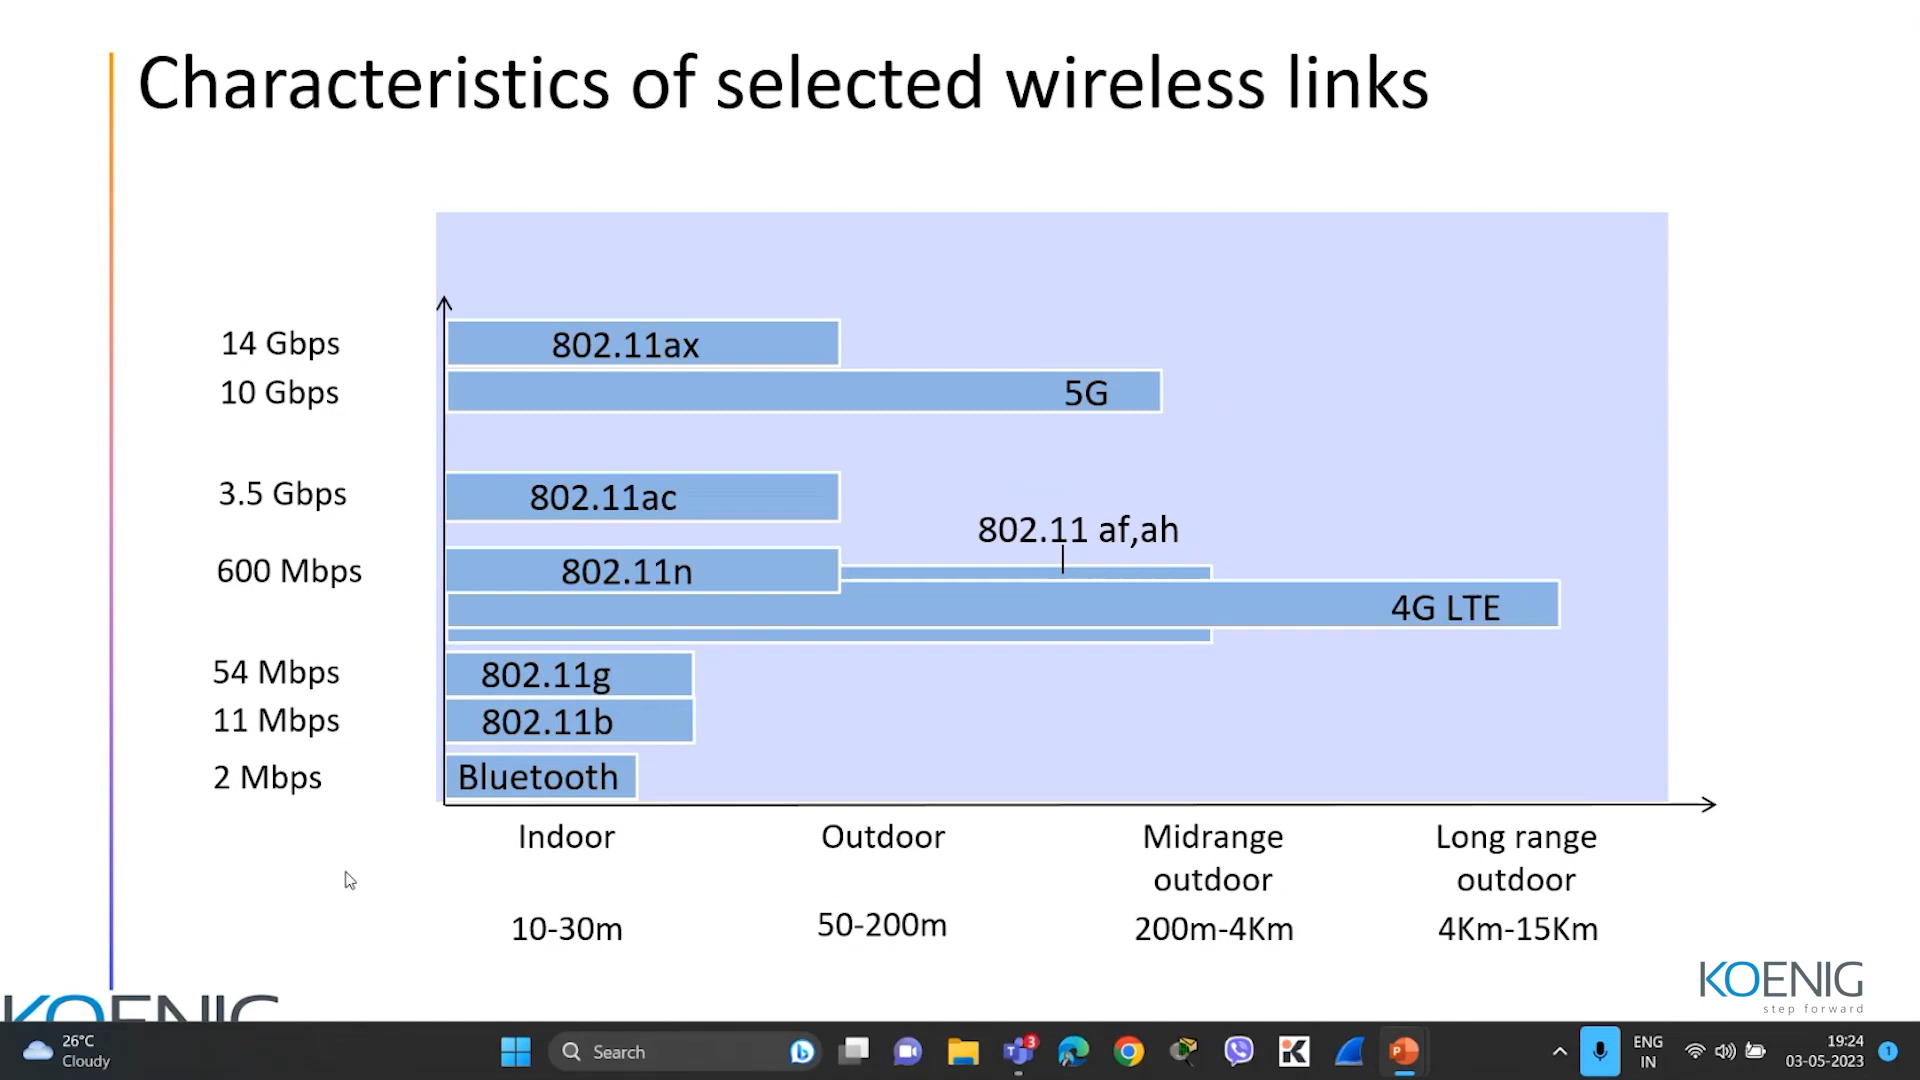 Characteristics of selected wireless links
14 Gbps
802.11ax
10 Gbps
5G
3.5 Gbps
802.11ac
802.11 af,ah
600 Mbps
802.11n
4G LTE
54 Mbps
802.11g
11 Mbps
802.11b
2 Mbps
Bluetooth
Indoor
Outdoor
Midrange
outdoor
Long range
outdoor
10-30m
50-200m
200m-4Km
4Km-15Km
KOENIG
step forward
KOENIG
26°C
Cloudy
Search
3
ENG
IN
19:24
03-05-2023
1